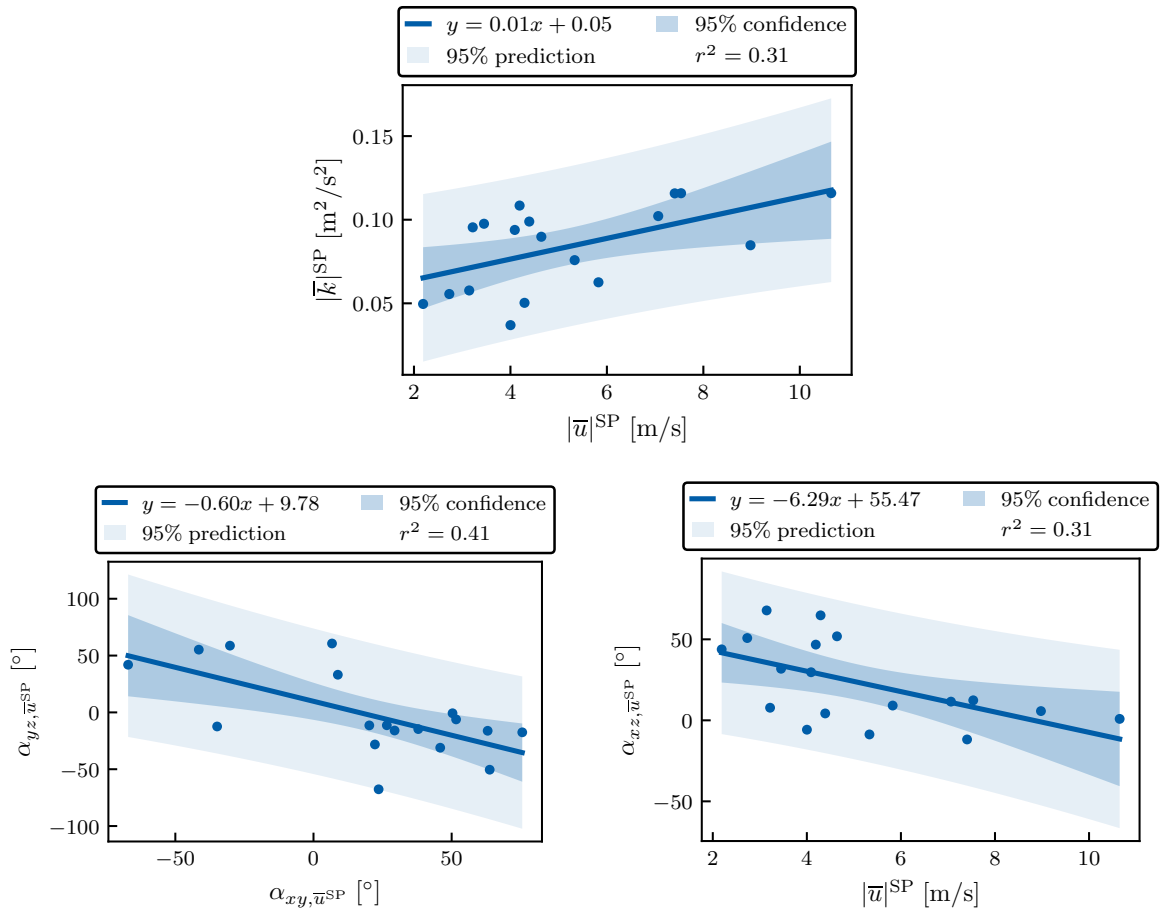 y = 0.01x + 0.05 95% confidence
95% prediction r² = 0.31
0.15
0.10
0.05
|k̅|^SP [m²/s²]
2 4 6 8 10
|u̅|^SP [m/s]
y = −0.60x + 9.78 95% confidence
95% prediction r² = 0.41
100
50
0
−50
−100
α_yz,u̅^SP [°]
−50 0 50
α_xy,u̅^SP [°]
y = −6.29x + 55.47 95% confidence
95% prediction r² = 0.31
50
0
−50
α_xz,u̅^SP [°]
2 4 6 8 10
|u̅|^SP [m/s]